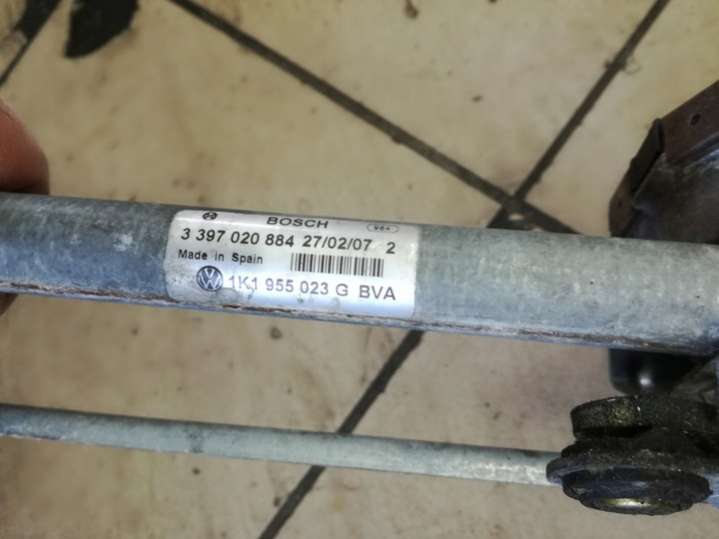 BOSCH
3 397 020 884 27/02/07 2
Made in Spain
1K1 955 023 G BVA